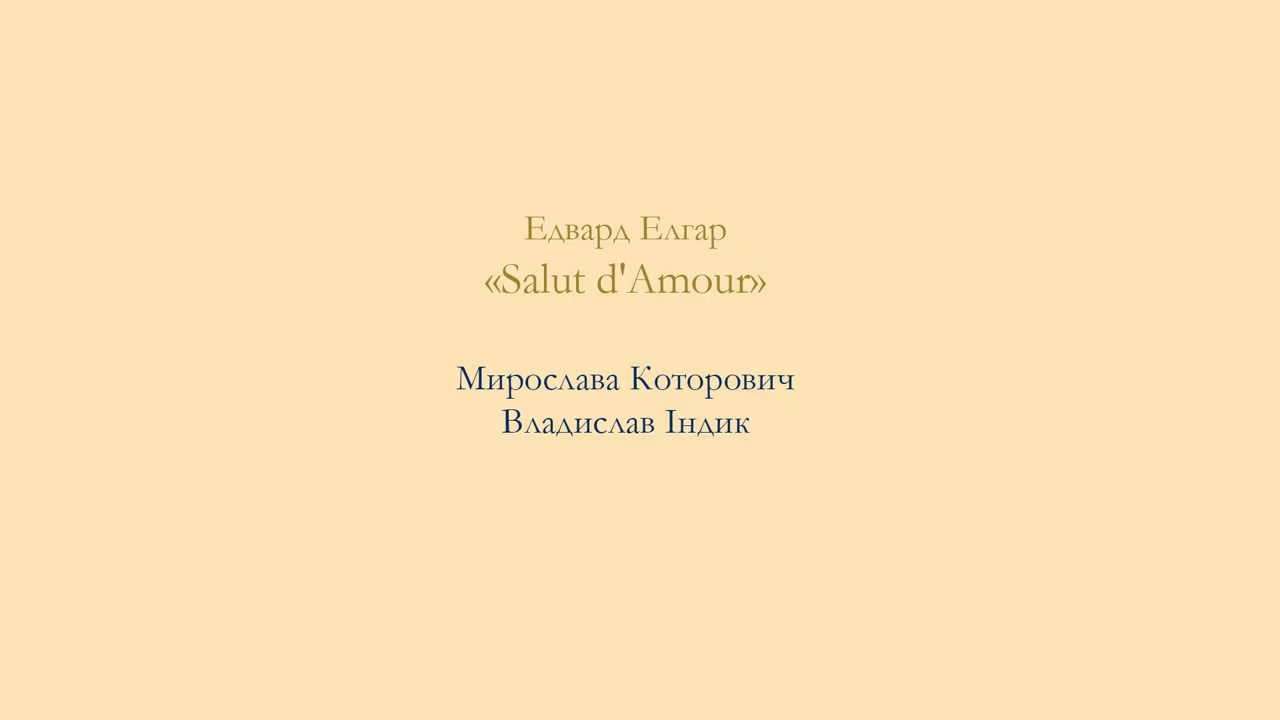 Едвард Елгар
«Salut d'Amour»
Мирослава Которович
Владислав Індик